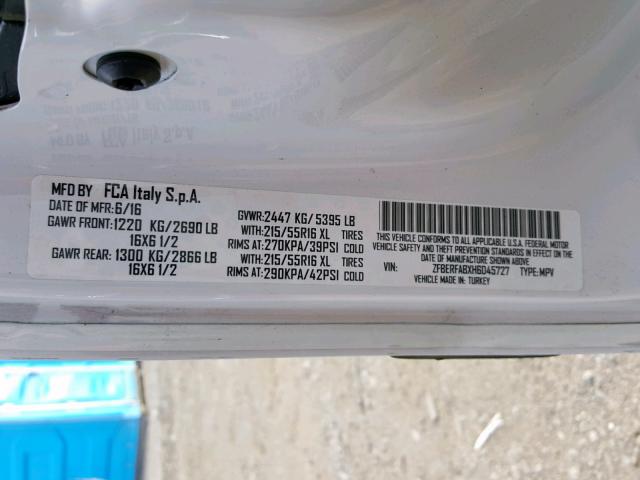 MFD BY FCA Italy S.p.A.
DATE OF MFR: 6/16 GVWR: 2447 KG/ 5395 LB
GAWR FRONT: 1220 KG/2690 LB WITH: 215/55R16 XL TIRES
16X6 1/2 RIMS AT: 270KPA/39PSI COLD
GAWR REAR: 1300 KG/2866 LB WITH: 215/55R16 XL TIRES
16X6 1/2 RIMS AT: 290KPA/42PSI COLD
THIS VEHICLE CONFORMS TO ALL APPLICABLE U.S.A. FEDERAL MOTOR
VEHICLE SAFETY AND THEFT PREVENTION STANDARDS IN EFFECT ON
DATE OF MANUFACTURE SHOWN ABOVE
VIN: ZFBERFABXH6D45727 TYPE: MPV
VEHICLE MADE IN: TURKEY